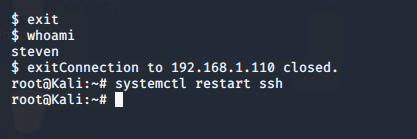 $ exit
$ whoami
steven
$ exitConnection to 192.168.1.110 closed.
root@Kali:~# systemctl restart ssh
root@Kali:~#